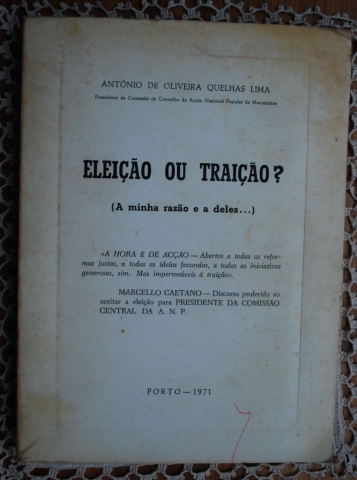 ANTÓNIO DE OLIVEIRA QUELHAS LIMA
Presidente da Comissão do Concelho da Acção Nacional Popular de Matosinhos
ELEIÇÃO OU TRAIÇÃO?
(A minha razão e a deles...)
«A HORA É DE ACÇÃO — Abertos a todas as refor-
mas justas, a todas as ideias fecundas, a todas as iniciativas
generosas, sim. Mas impermeáveis à traição».
MARCELLO CAETANO — Discurso proferido ao
aceitar a eleição para PRESIDENTE DA COMISSÃO
CENTRAL DA A. N. P.
PORTO — 1971